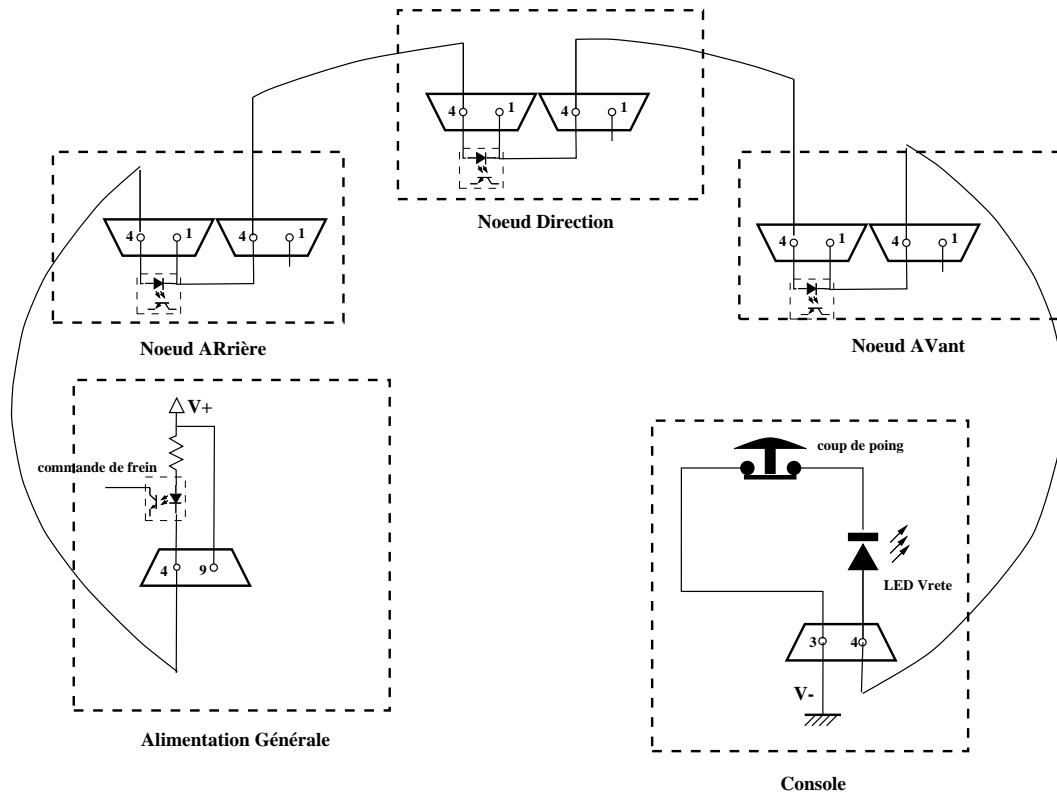 4 1 4 1
Noeud Direction
4 1 4 1
Noeud ARrière
4 1 4 1
Noeud AVant
V+
commande de frein
4 9
Alimentation Générale
coup de poing
LED Vrete
3 4
V-
Console